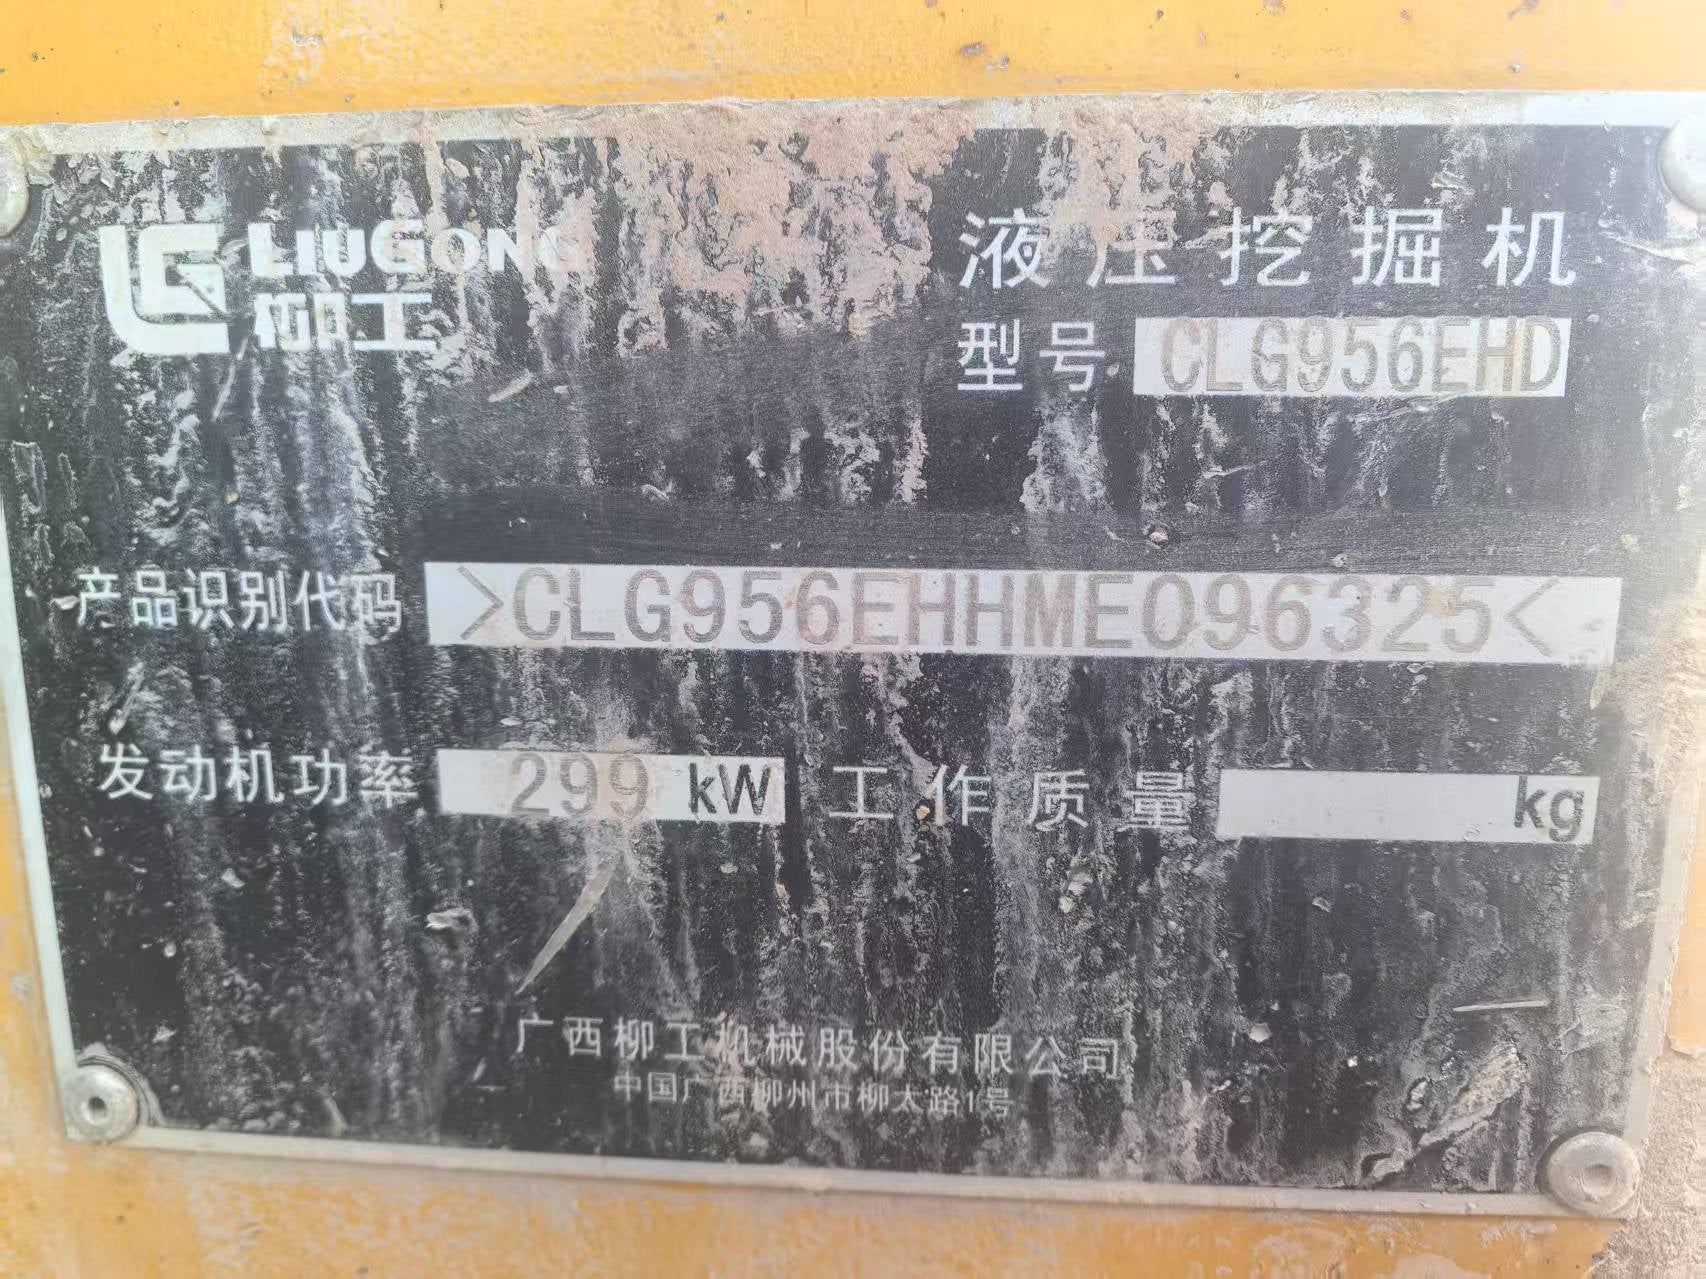 LIUGONG
柳工
液压挖掘机
型号 CLG956EHD
产品识别代码 >CLG956EHHME096325<
发动机功率 299 kW 工作质量 kg
广西柳工机械股份有限公司
中国广西柳州市柳太路1号